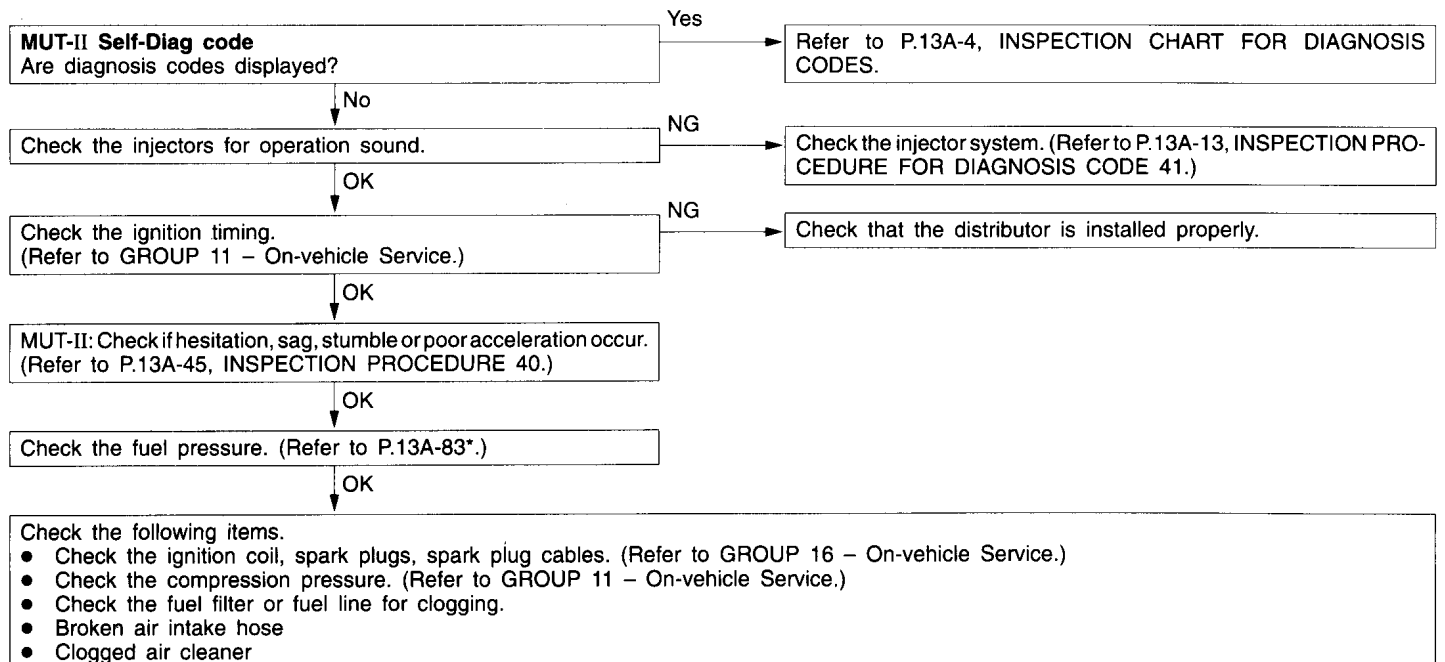 MUT-II Self-Diag code
Are diagnosis codes displayed?
Yes
Refer to P.13A-4, INSPECTION CHART FOR DIAGNOSIS
CODES.
No
Check the injectors for operation sound.
NG
Check the injector system. (Refer to P.13A-13, INSPECTION PRO-
CEDURE FOR DIAGNOSIS CODE 41.)
OK
Check the ignition timing.
(Refer to GROUP 11 – On-vehicle Service.)
NG
Check that the distributor is installed properly.
OK
MUT-II: Check if hesitation, sag, stumble or poor acceleration occur.
(Refer to P.13A-45, INSPECTION PROCEDURE 40.)
OK
Check the fuel pressure. (Refer to P.13A-83*.)
OK
Check the following items.
● Check the ignition coil, spark plugs, spark plug cables. (Refer to GROUP 16 – On-vehicle Service.)
● Check the compression pressure. (Refer to GROUP 11 – On-vehicle Service.)
● Check the fuel filter or fuel line for clogging.
● Broken air intake hose
● Clogged air cleaner